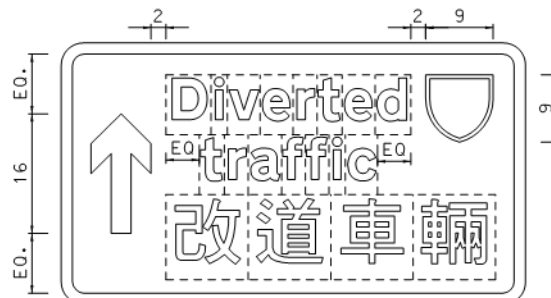 2
2 9
EQ.
Diverted
9
16
EQ traffic EQ
改道車輛
EQ.